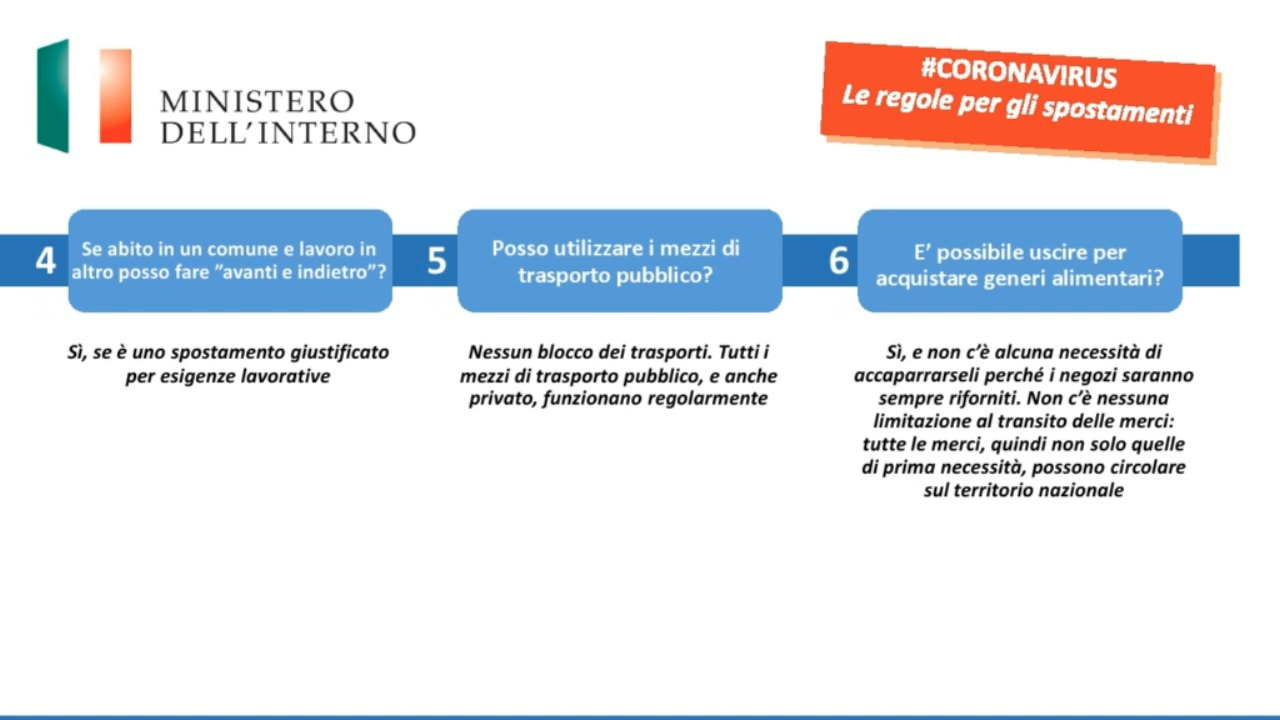 MINISTERO
DELL'INTERNO
#CORONAVIRUS
Le regole per gli spostamenti
4
Se abito in un comune e lavoro in
altro posso fare ”avanti e indietro”?
Sì, se è uno spostamento giustificato
per esigenze lavorative
5
Posso utilizzare i mezzi di
trasporto pubblico?
Nessun blocco dei trasporti. Tutti i
mezzi di trasporto pubblico, e anche
privato, funzionano regolarmente
6
E’ possibile uscire per
acquistare generi alimentari?
Sì, e non c’è alcuna necessità di
accaparrarseli perché i negozi saranno
sempre riforniti. Non c’è nessuna
limitazione al transito delle merci:
tutte le merci, quindi non solo quelle
di prima necessità, possono circolare
sul territorio nazionale